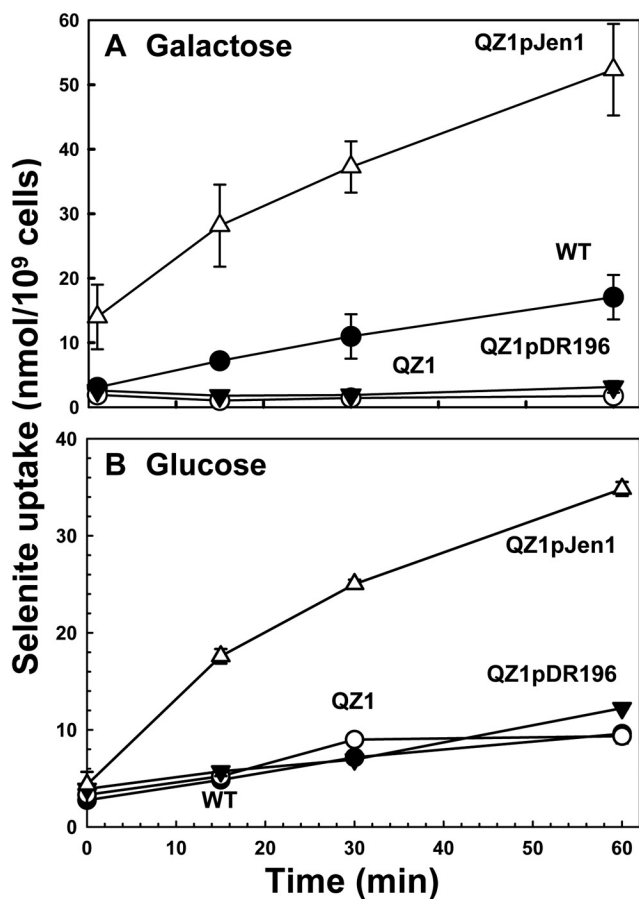 A Galactose
QZ1pJen1
WT
QZ1pDR196
QZ1
60
50
40
30
20
10
0
Selenite uptake (nmol/10⁹ cells)
B Glucose
QZ1pJen1
QZ1pDR196
QZ1
WT
40
30
20
10
0
0 10 20 30 40 50 60
Time (min)